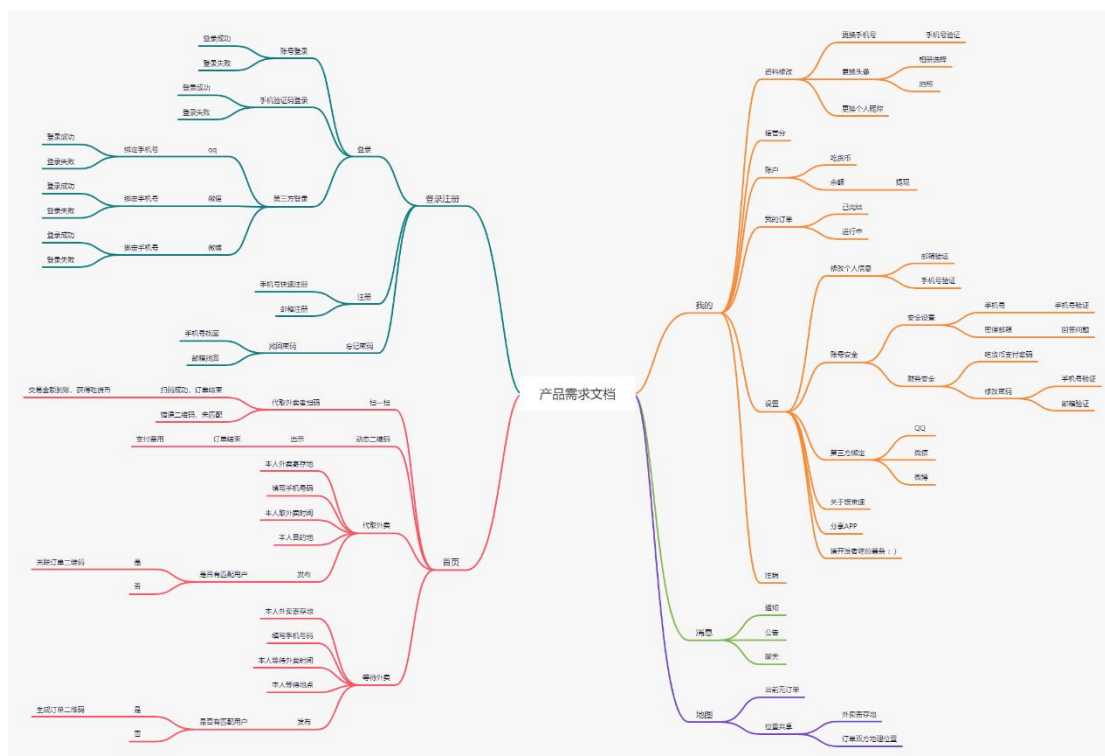 产品需求文档
登录注册
登录
账号登录
登录成功
登录失败
手机验证码登录
登录成功
登录失败
第三方登录
qq
绑定手机号
登录成功
登录失败
微信
绑定手机号
登录成功
登录失败
微博
绑定手机号
登录成功
登录失败
注册
手机号快速注册
邮箱注册
忘记密码
找回密码
手机号找回
邮箱找回
首页
扫一扫
代取外卖者扫码
扫码成功，订单结束
交易金额到账，获得吃货币
错误二维码，未匹配
动态二维码
出示
订单结束
支付费用
代取外卖
本人外卖寄存地
填写手机号码
本人取外卖时间
本人目的地
发布
是否有匹配用户
是
关联订单二维码
否
等待外卖
本人外卖寄存地
填写手机号码
本人等待外卖时间
本人等待地点
发布
是否有匹配用户
是
生成订单二维码
否
我的
资料修改
更换手机号
手机号验证
更换头像
相册选择
拍照
更换个人昵称
信誉分
账户
吃货币
余额
提现
我的订单
已完结
进行中
设置
修改个人信息
邮箱验证
手机号验证
账号安全
安全设置
手机号
手机号验证
密保邮箱
回答问题
财务安全
吃货币支付密码
修改密码
手机号验证
邮箱验证
第三方绑定
QQ
微信
微博
关于饭来速
分享APP
请开发者吃份薯条：）
注销
消息
通知
公告
聊天
地图
当前无订单
位置共享
外卖寄存地
订单双方地理位置